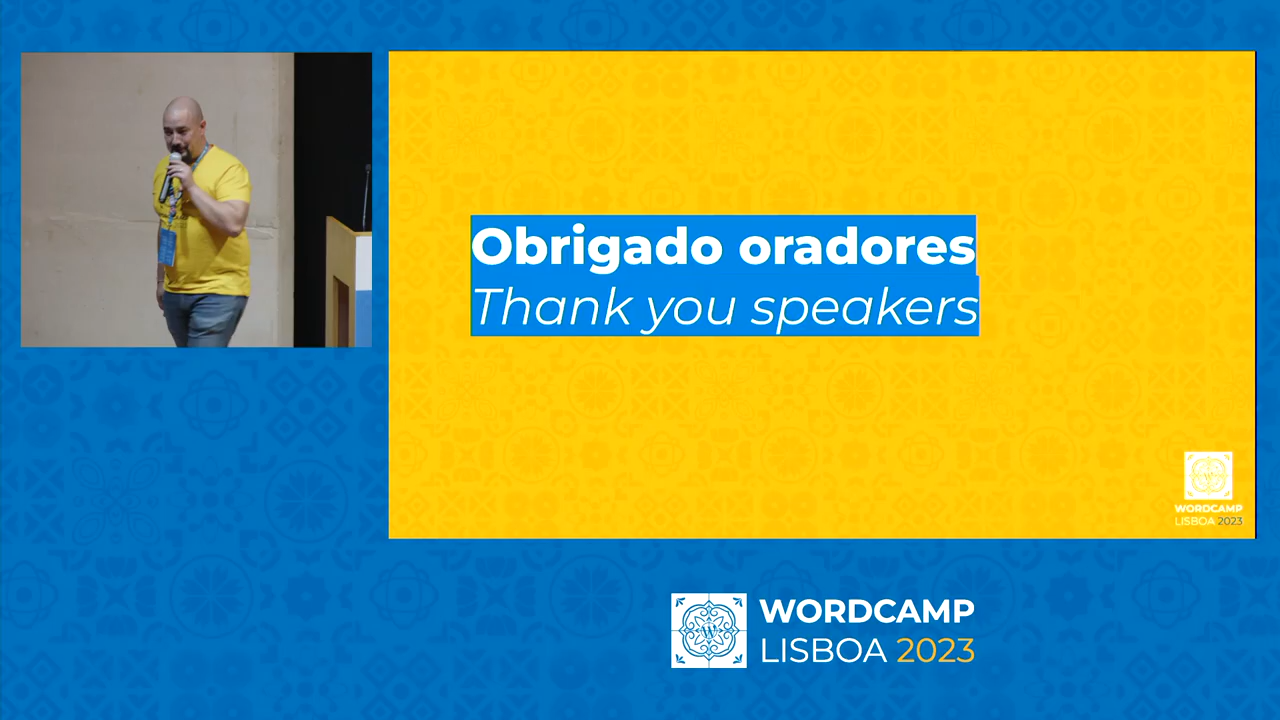 Obrigado oradores
Thank you speakers
WORDCAMP
LISBOA 2023
WORDCAMP
LISBOA 2023